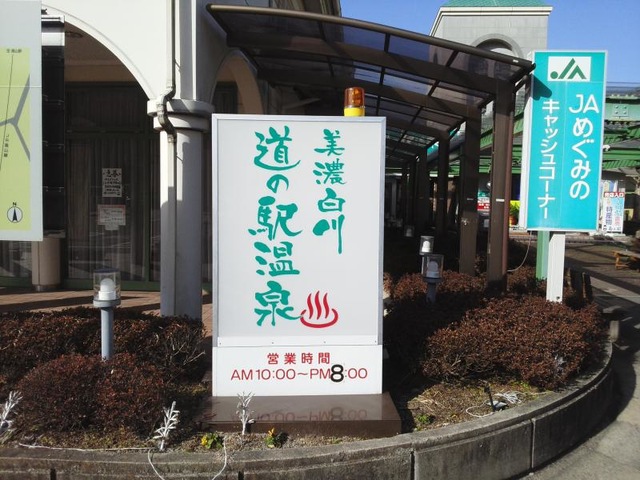 美濃白川
道の駅温泉
営業時間
AM10:00～PM8:00
JA
JAめぐみの
キャッシュコーナー